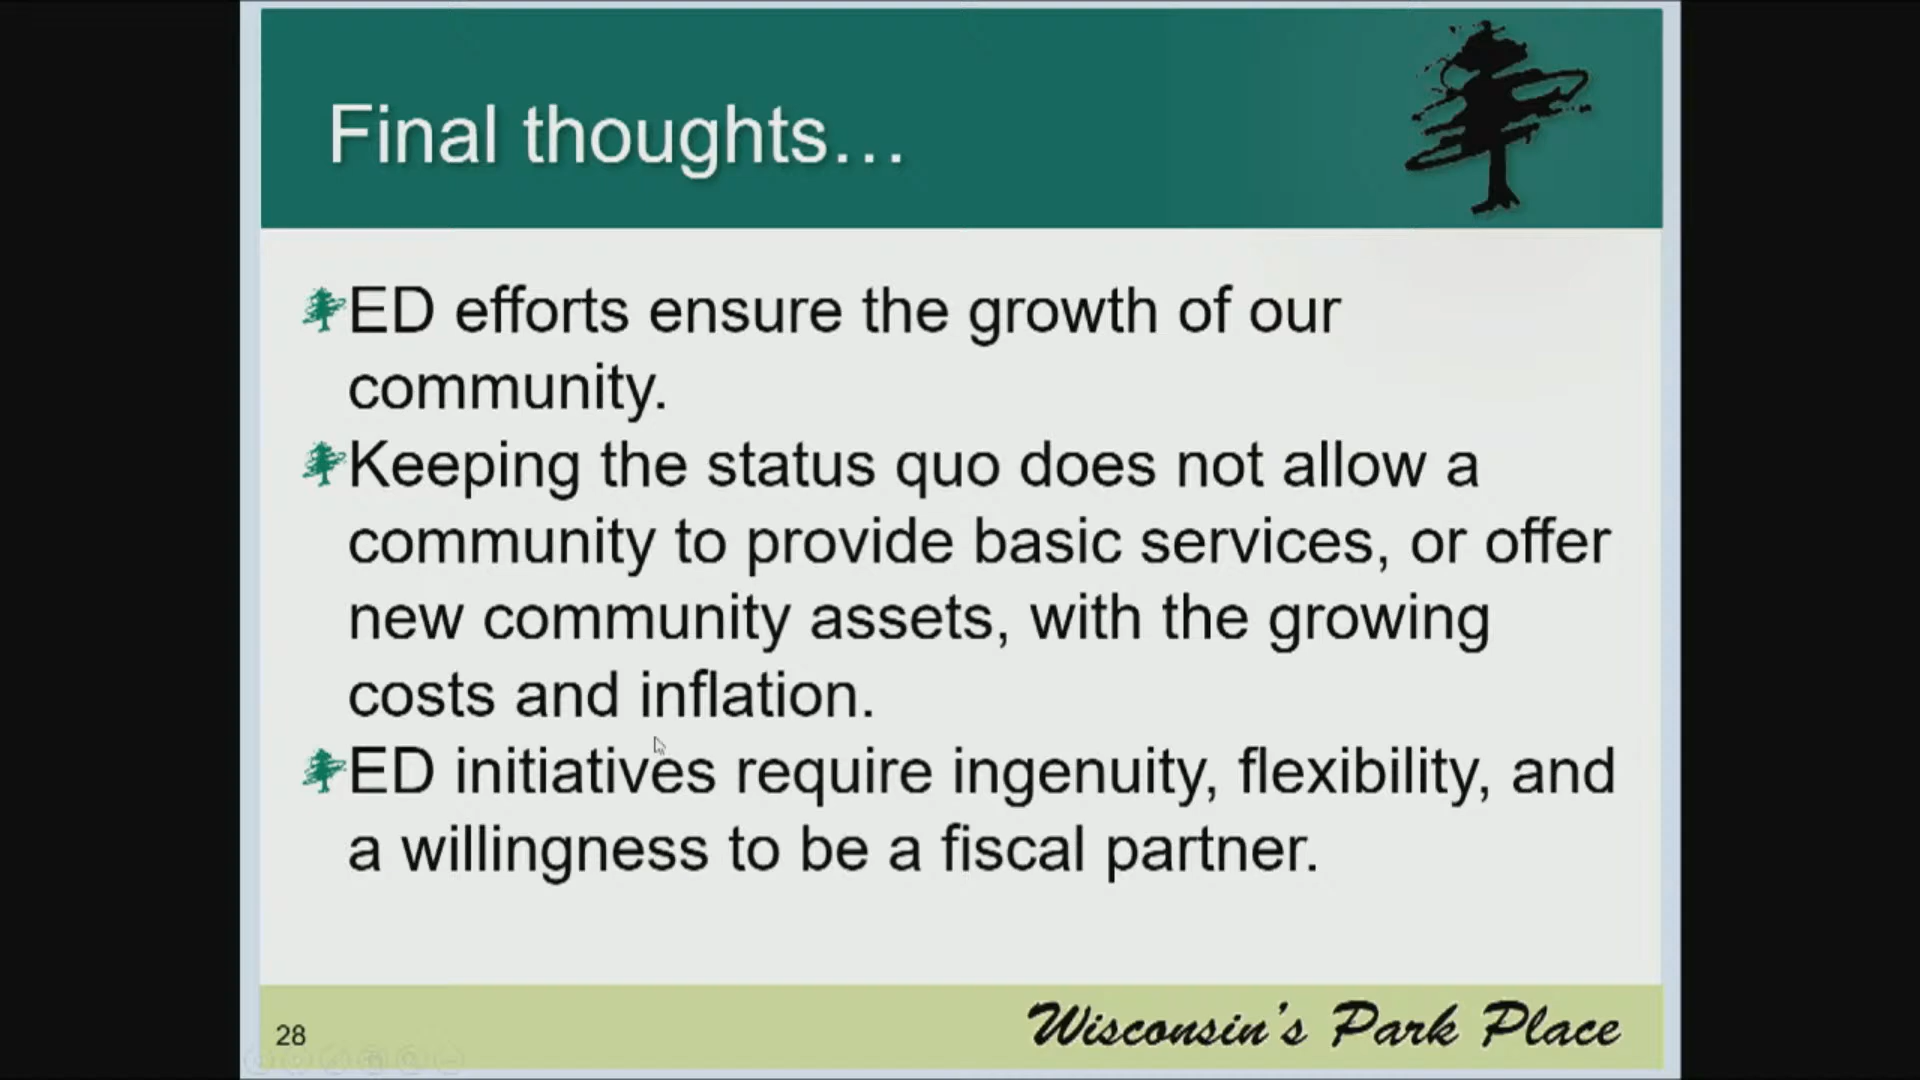 Final thoughts...
ED efforts ensure the growth of our
community.
Keeping the status quo does not allow a
community to provide basic services, or offer
new community assets, with the growing
costs and inflation.
ED initiatives require ingenuity, flexibility, and
a willingness to be a fiscal partner.
28
Wisconsin's Park Place